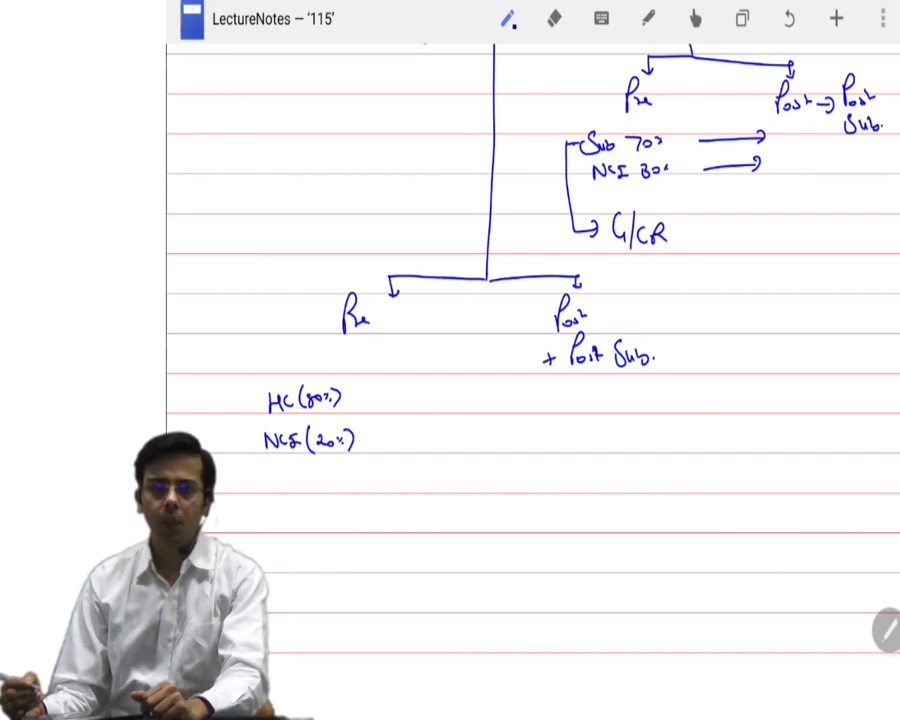 LectureNotes – ‘115’
Pre
Post → Post
Sub.
Sub 70%
NCI 30%
G/CR
Pre
Post
+ Post Sub.
HC (80%)
NCI (20%)